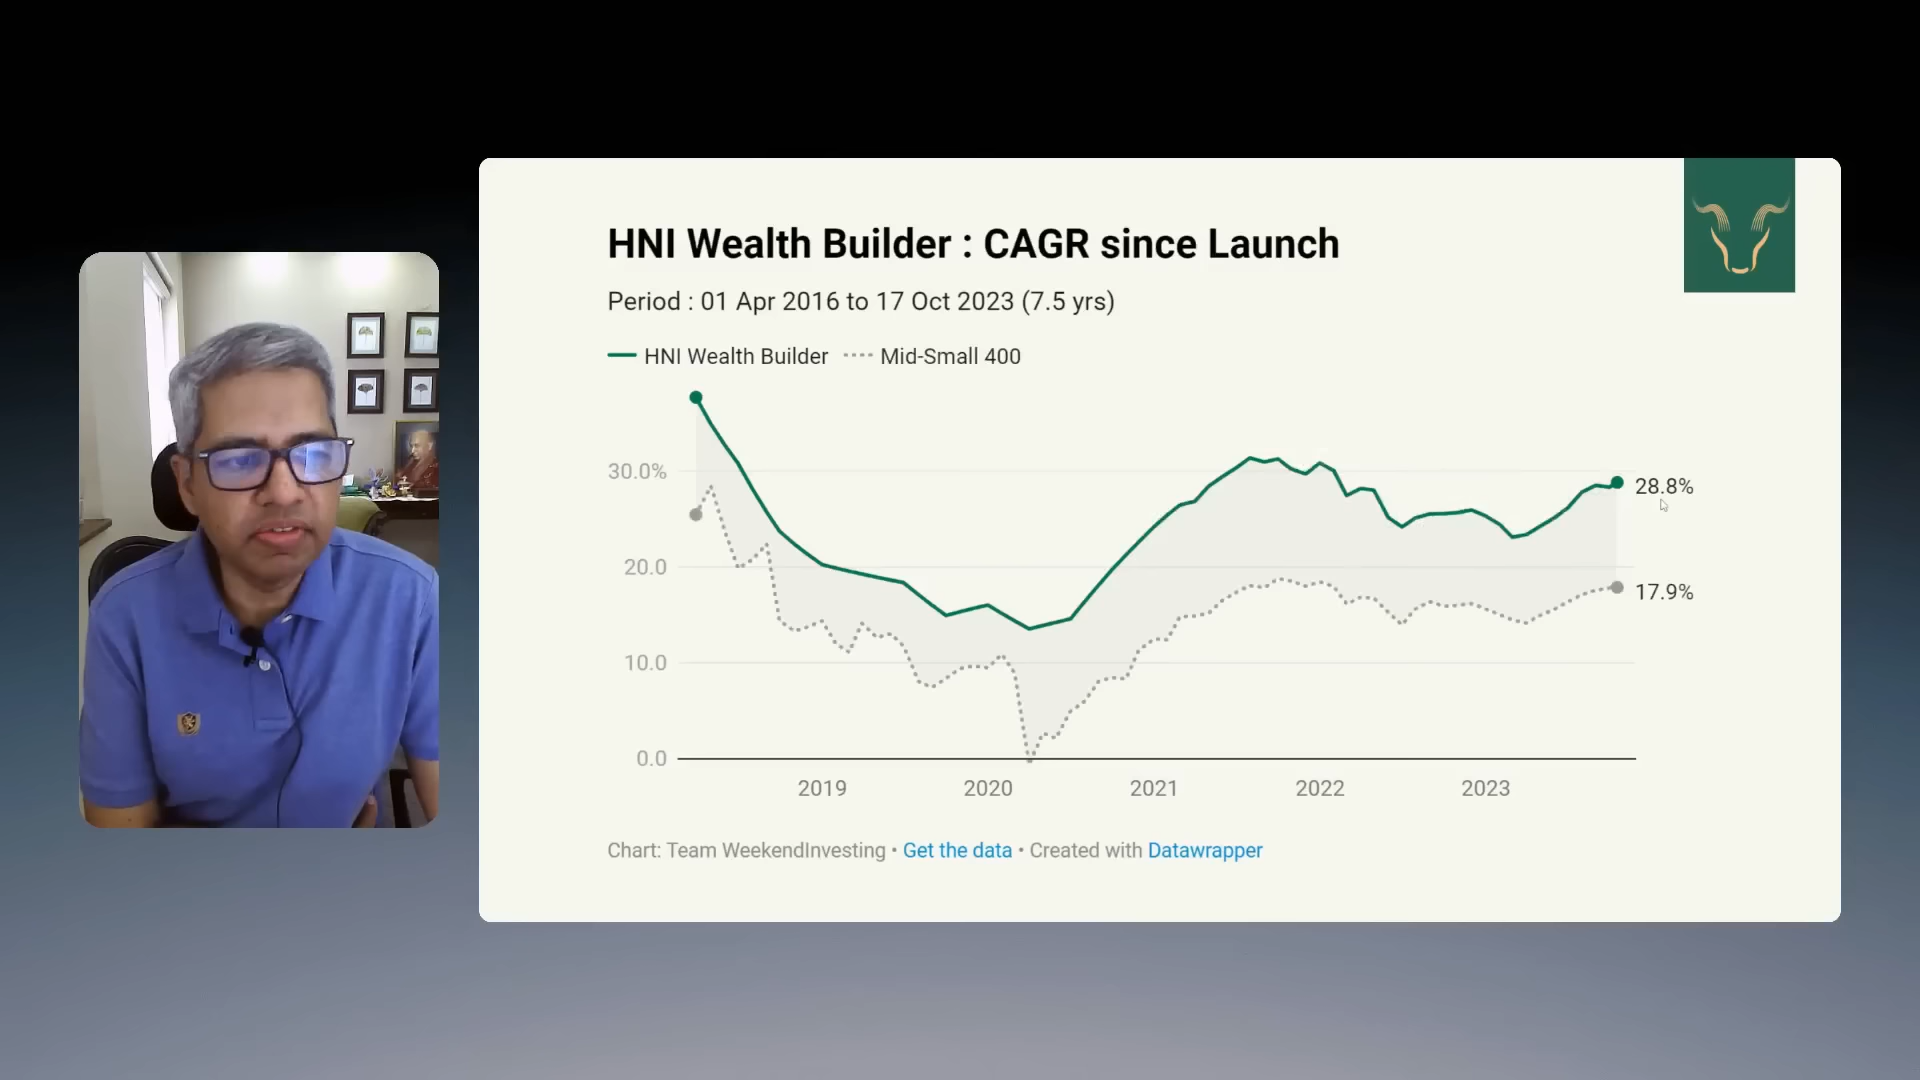 HNI Wealth Builder : CAGR since Launch
Period : 01 Apr 2016 to 17 Oct 2023 (7.5 yrs)
HNI Wealth Builder Mid-Small 400
30.0%
28.8%
20.0
17.9%
10.0
0.0
2019 2020 2021 2022 2023
Chart: Team WeekendInvesting • Get the data • Created with Datawrapper